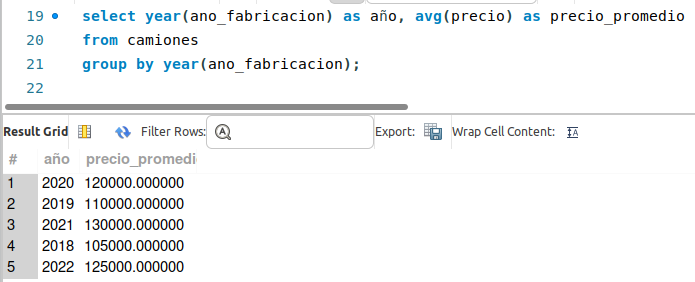 19 select year(ano_fabricacion) as año, avg(precio) as precio_promedio
20 from camiones
21 group by year(ano_fabricacion);
22
Result Grid Filter Rows: Export: Wrap Cell Content: IA
# año precio_promedi
1 2020 120000.000000
2 2019 110000.000000
3 2021 130000.000000
4 2018 105000.000000
5 2022 125000.000000